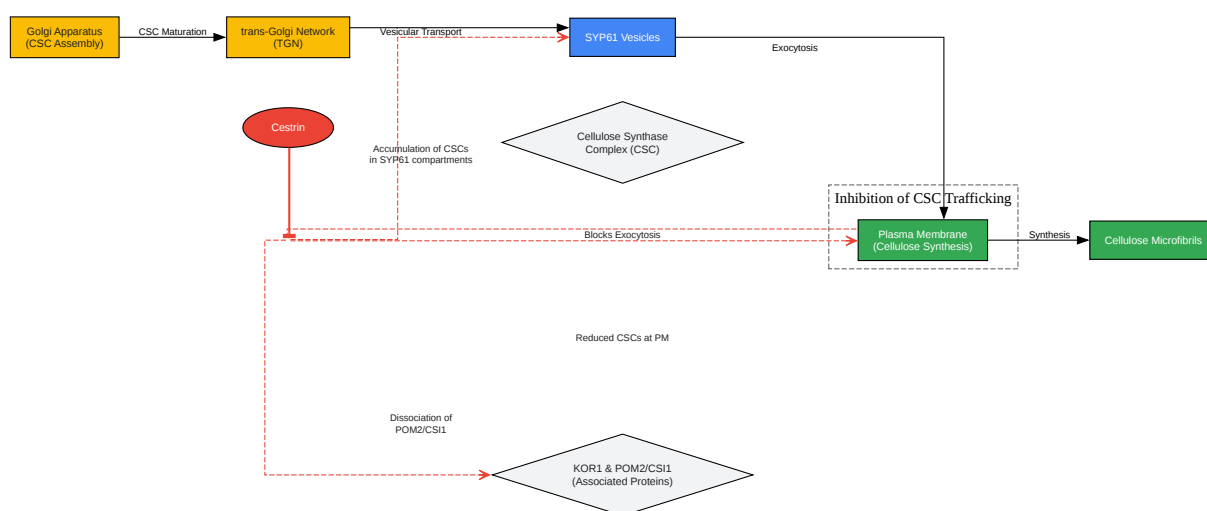 Golgi Apparatus
(CSC Assembly)
CSC Maturation
trans-Golgi Network
(TGN)
Vesicular Transport
SYP61 Vesicles
Exocytosis
Cestrin
Accumulation of CSCs
in SYP61 compartments
Cellulose Synthase
Complex (CSC)
Inhibition of CSC Trafficking
Blocks Exocytosis
Plasma Membrane
(Cellulose Synthesis)
Synthesis
Cellulose Microfibrils
Reduced CSCs at PM
Dissociation of
POM2/CSI1
KOR1 & POM2/CSI1
(Associated Proteins)